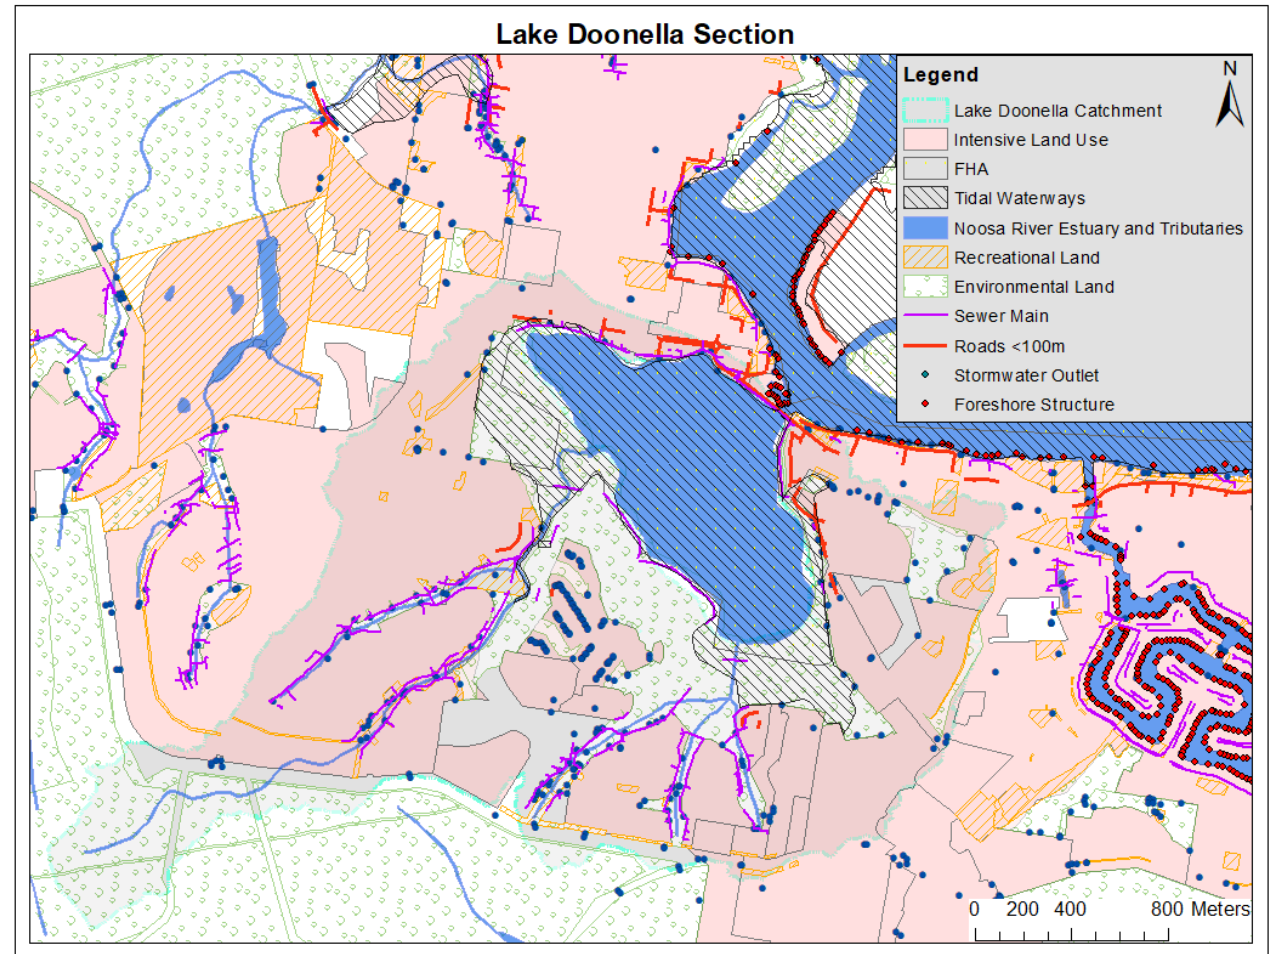 Lake Doonella Section
Legend
N
Lake Doonella Catchment
Intensive Land Use
FHA
Tidal Waterways
Noosa River Estuary and Tributaries
Recreational Land
Environmental Land
Sewer Main
Roads <100m
Stormwater Outlet
Foreshore Structure
0 200 400 800 Meters